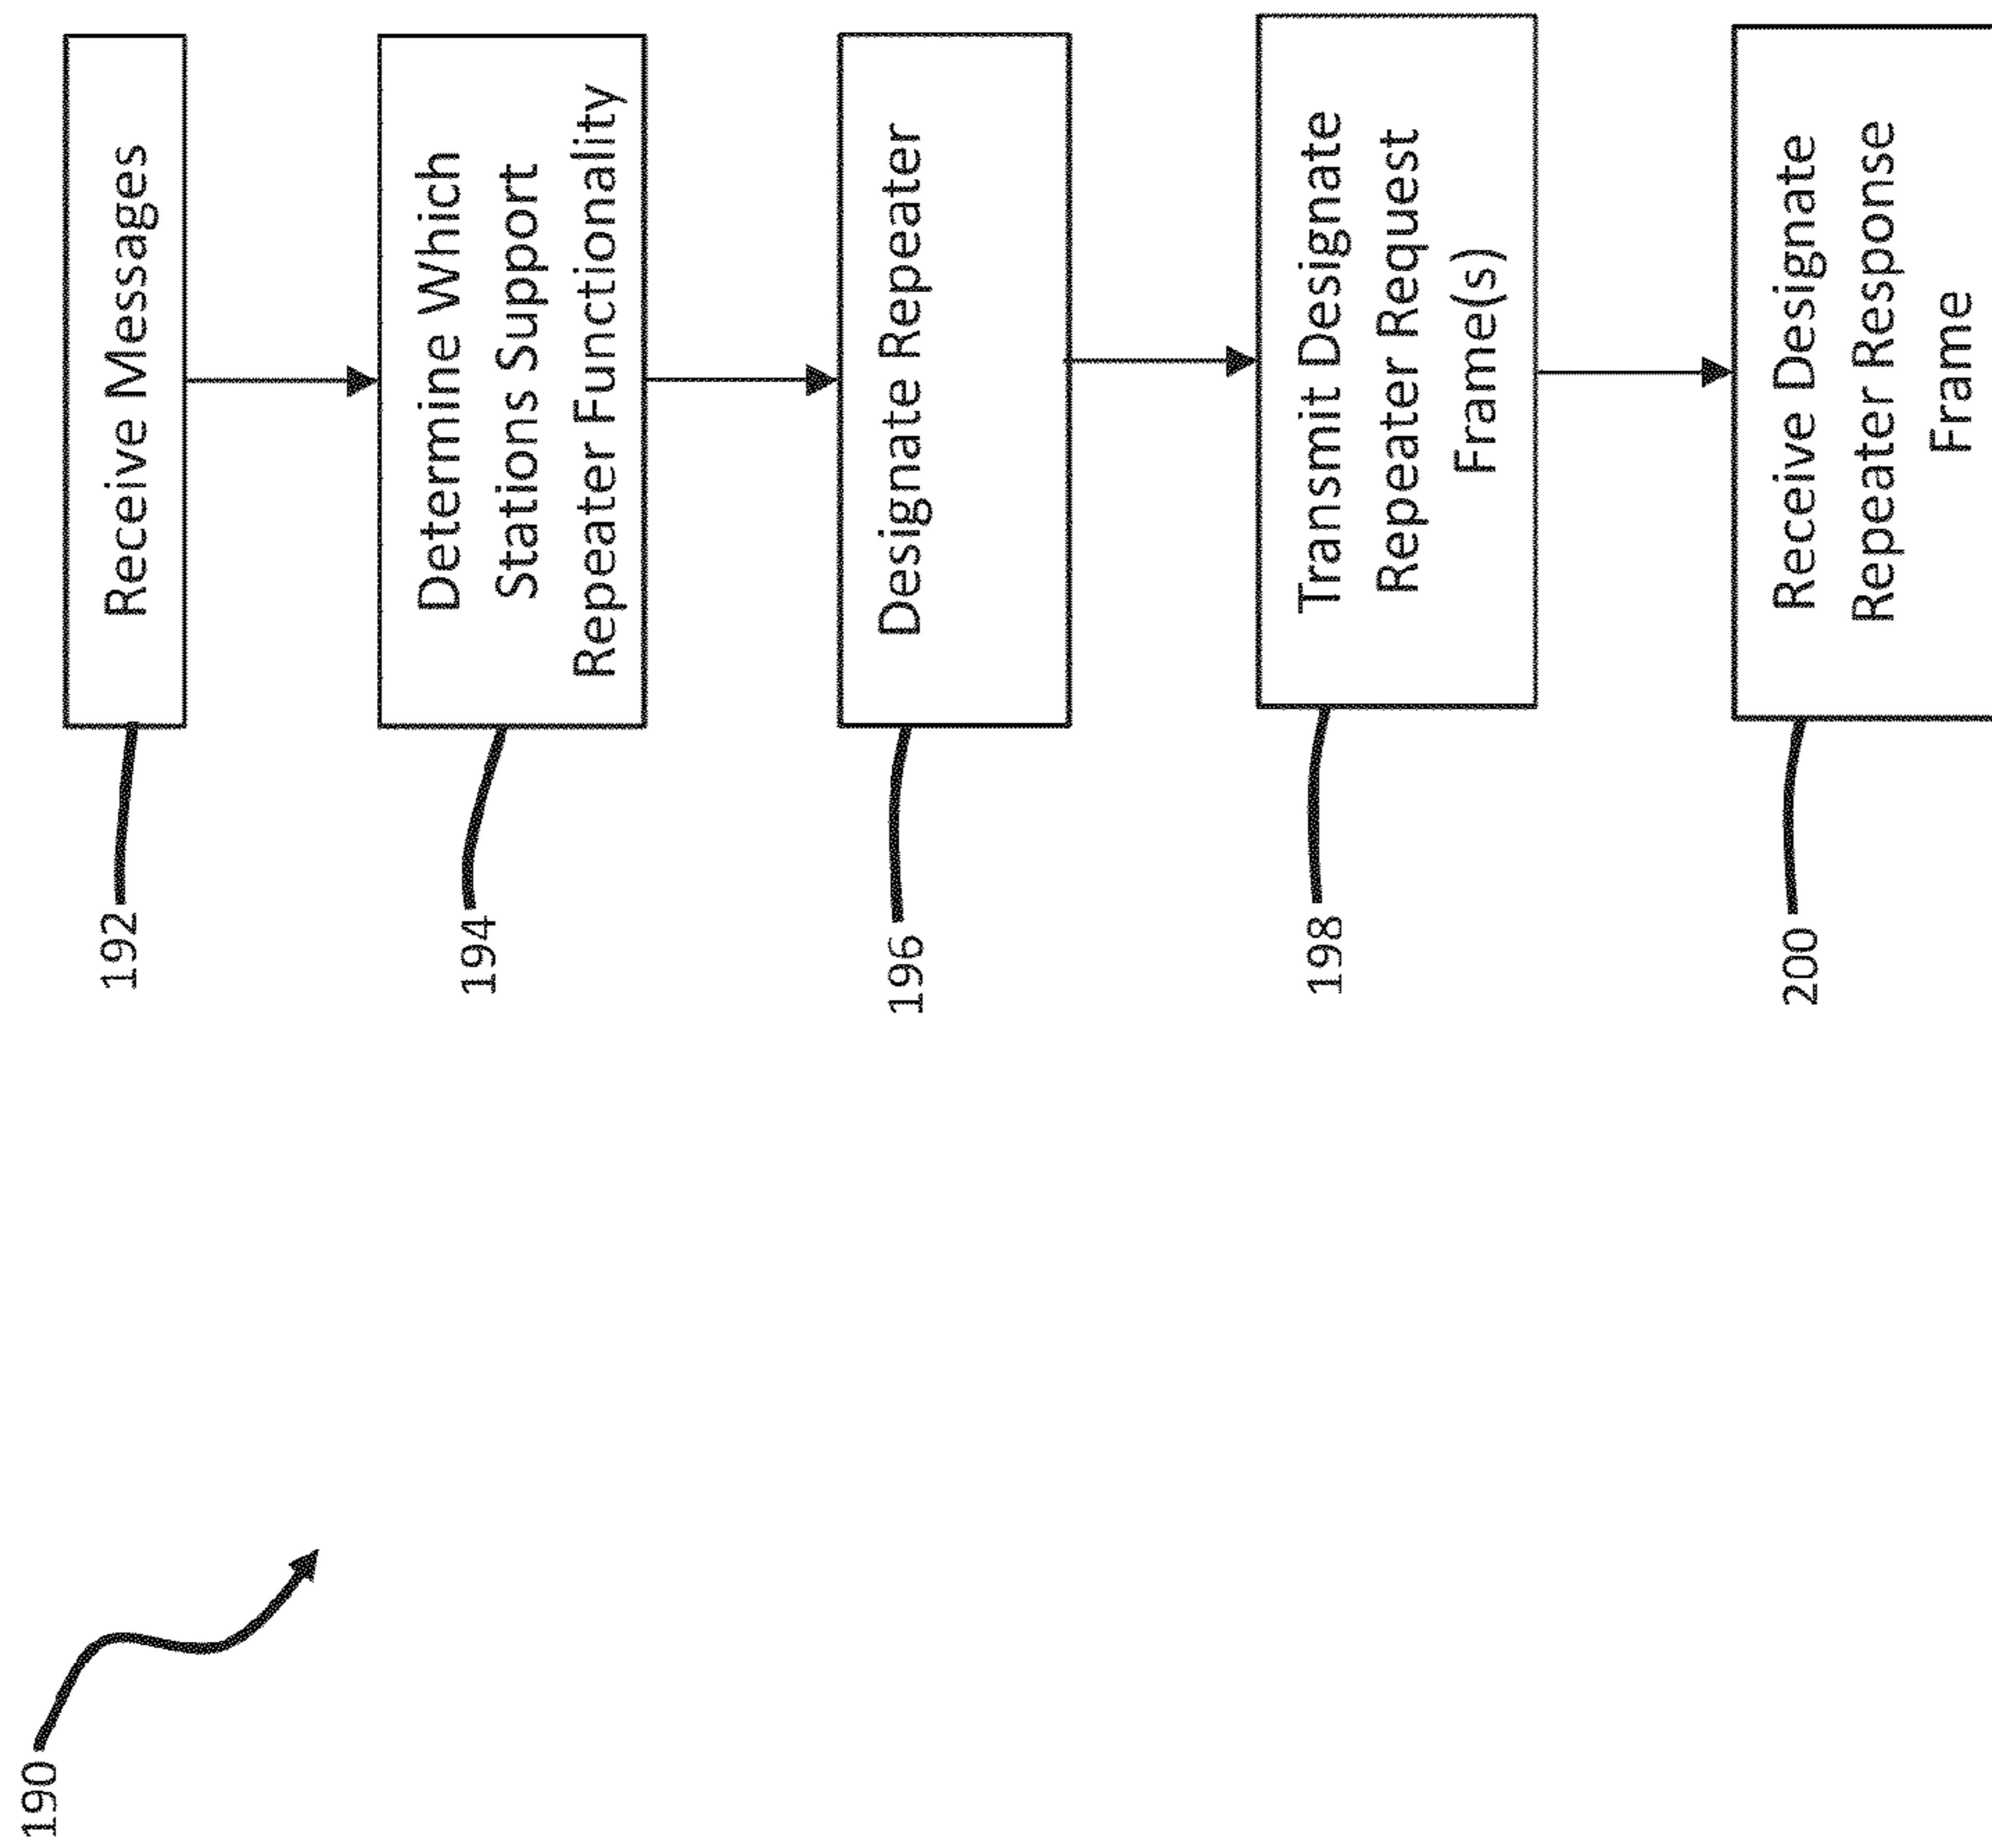 190
192
Receive Messages
194
Determine Which
Stations Support
Repeater Functionality
196
Designate Repeater
198
Transmit Designate
Repeater Request
Frame(s)
200
Receive Designate
Repeater Response
Frame